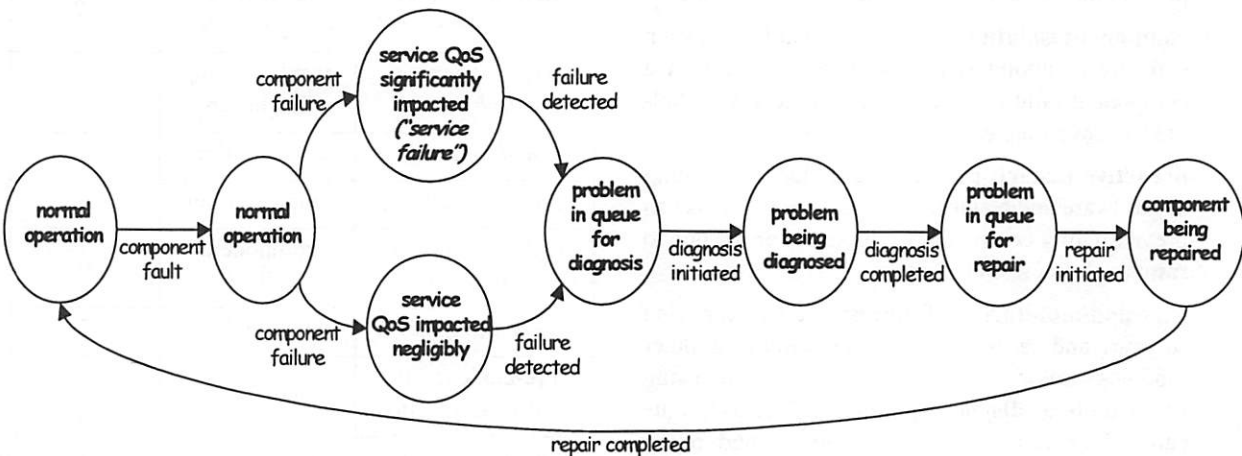 normal
operation
component
fault
normal
operation
component
failure
service QoS
significantly
impacted
("service
failure")
failure
detected
component
failure
service
QoS impacted
negligibly
failure
detected
problem
in queue
for
diagnosis
diagnosis
initiated
problem
being
diagnosed
diagnosis
completed
problem
in queue
for
repair
repair
initiated
component
being
repaired
repair completed